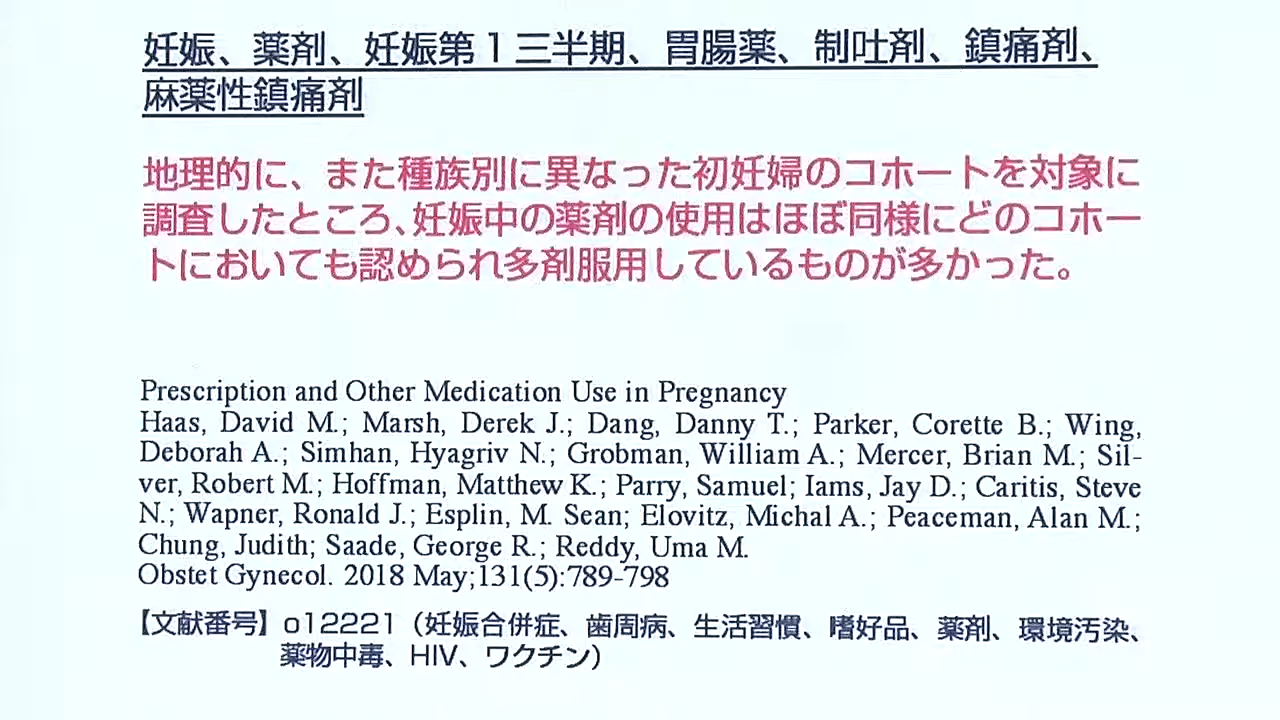 妊娠、薬剤、妊娠第1三半期、胃腸薬、制吐剤、鎮痛剤、
麻薬性鎮痛剤
地理的に、また種族別に異なった初妊婦のコホートを対象に
調査したところ、妊娠中の薬剤の使用はほぼ同様にどのコホー
トにおいても認められ多剤服用しているものが多かった。
Prescription and Other Medication Use in Pregnancy
Haas, David M.; Marsh, Derek J.; Dang, Danny T.; Parker, Corette B.; Wing,
Deborah A.; Simhan, Hyagriv N.; Grobman, William A.; Mercer, Brian M.; Sil-
ver, Robert M.; Hoffman, Matthew K.; Parry, Samuel; Iams, Jay D.; Caritis, Steve
N.; Wapner, Ronald J.; Esplin, M. Sean; Elovitz, Michal A.; Peaceman, Alan M.;
Chung, Judith; Saade, George R.; Reddy, Uma M.
Obstet Gynecol. 2018 May;131(5):789-798
【文献番号】o12221（妊娠合併症、歯周病、生活習慣、嗜好品、薬剤、環境汚染、
薬物中毒、HIV、ワクチン）